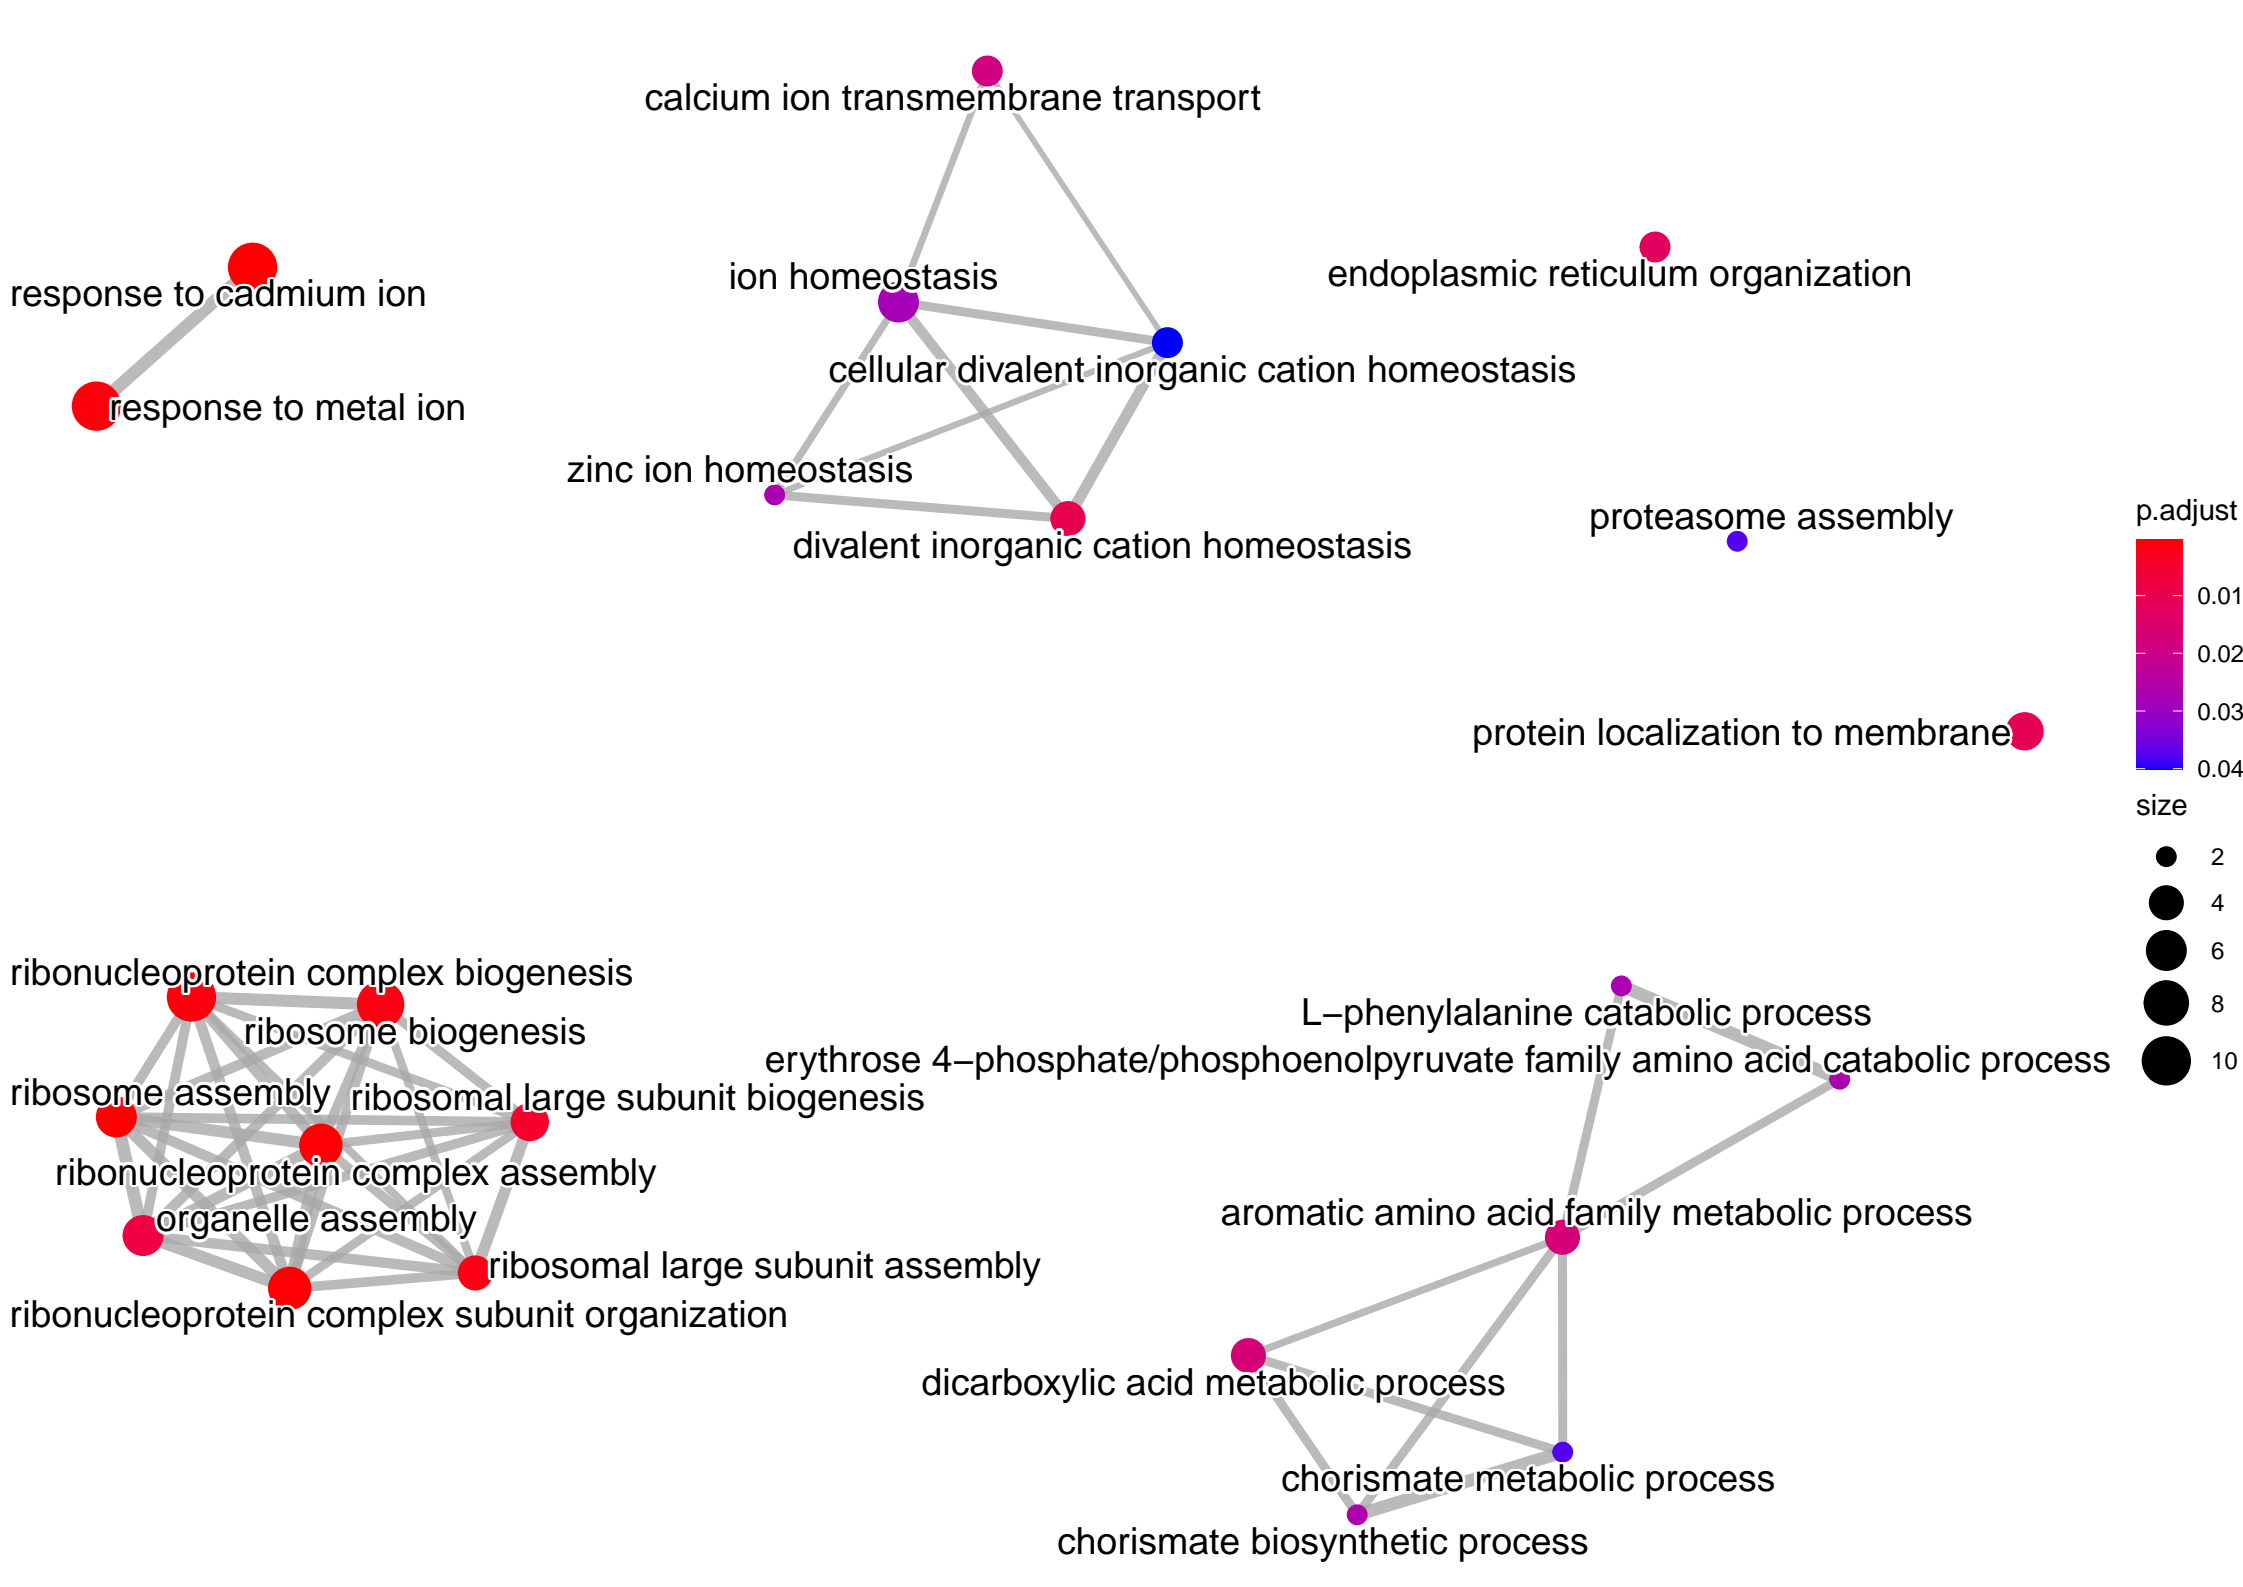 calcium ion transmembrane transport
ion homeostasis
endoplasmic reticulum organization
response to cadmium ion
cellular divalent inorganic cation homeostasis
response to metal ion
zinc ion homeostasis
divalent inorganic cation homeostasis
proteasome assembly
protein localization to membrane
p.adjust
0.01
0.02
0.03
0.04
size
2
4
6
8
10
ribonucleoprotein complex biogenesis
ribosome biogenesis
ribosome assembly
ribosomal large subunit biogenesis
ribonucleoprotein complex assembly
organelle assembly
ribosomal large subunit assembly
ribonucleoprotein complex subunit organization
L−phenylalanine catabolic process
erythrose 4−phosphate/phosphoenolpyruvate family amino acid catabolic process
aromatic amino acid family metabolic process
dicarboxylic acid metabolic process
chorismate metabolic process
chorismate biosynthetic process